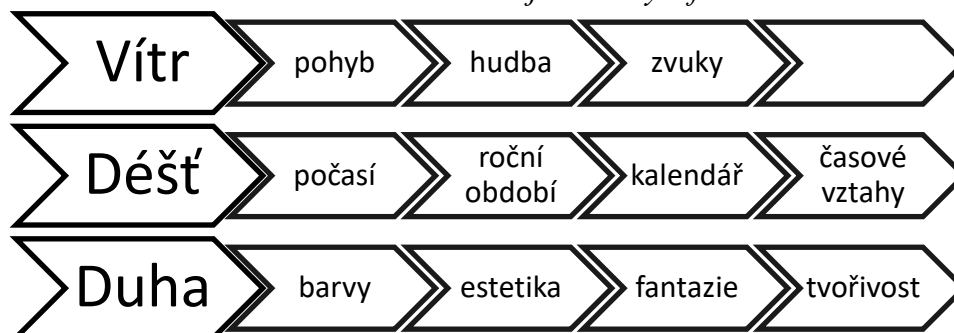 Vítr
pohyb
hudba
zvuky
Déšť
počasí
roční
období
kalendář
časové
vztahy
Duha
barvy
estetika
fantazie
tvořivost